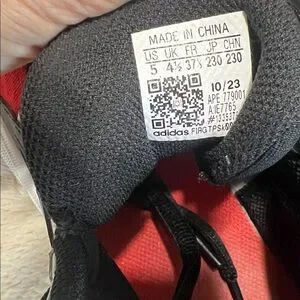 MADE IN CHINA
US UK FR JP CHN
5 4½ 37⅓ 230 230
10/23
APE 779001
adidas